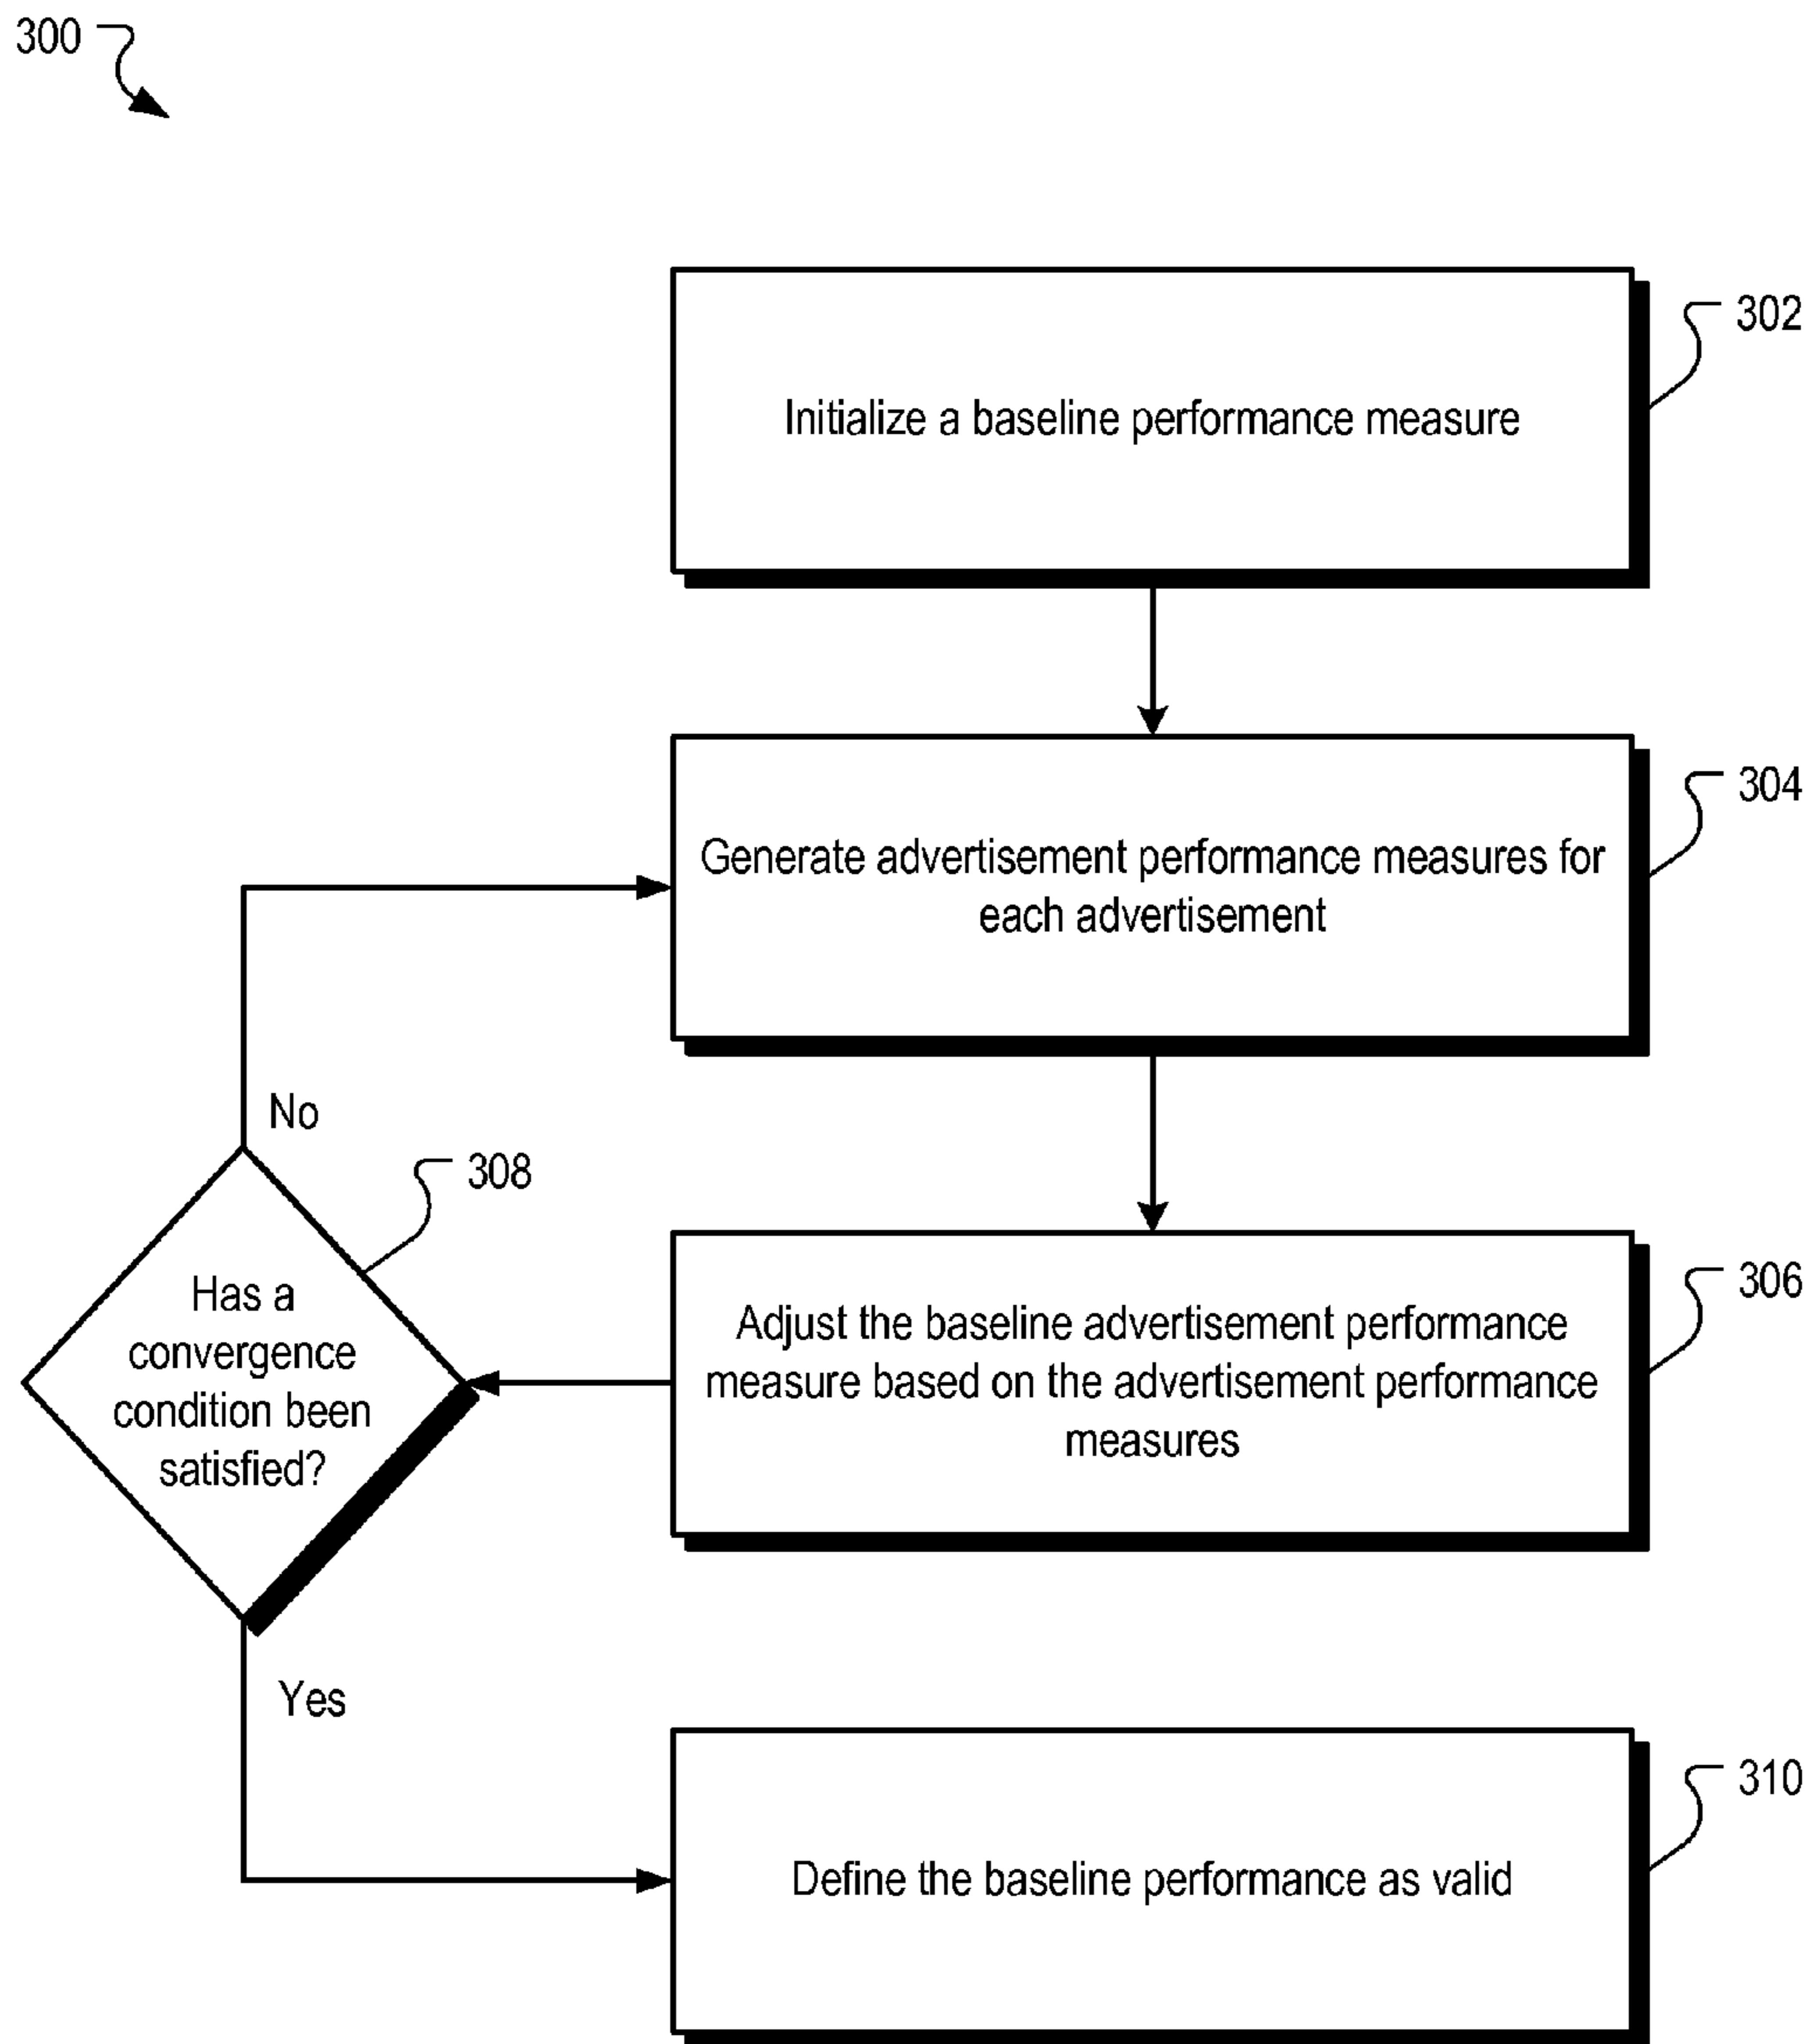 300
302
Initialize a baseline performance measure
304
Generate advertisement performance measures for
each advertisement
No
308
Has a
convergence
condition been
satisfied?
306
Adjust the baseline advertisement performance
measure based on the advertisement performance
measures
Yes
310
Define the baseline performance as valid